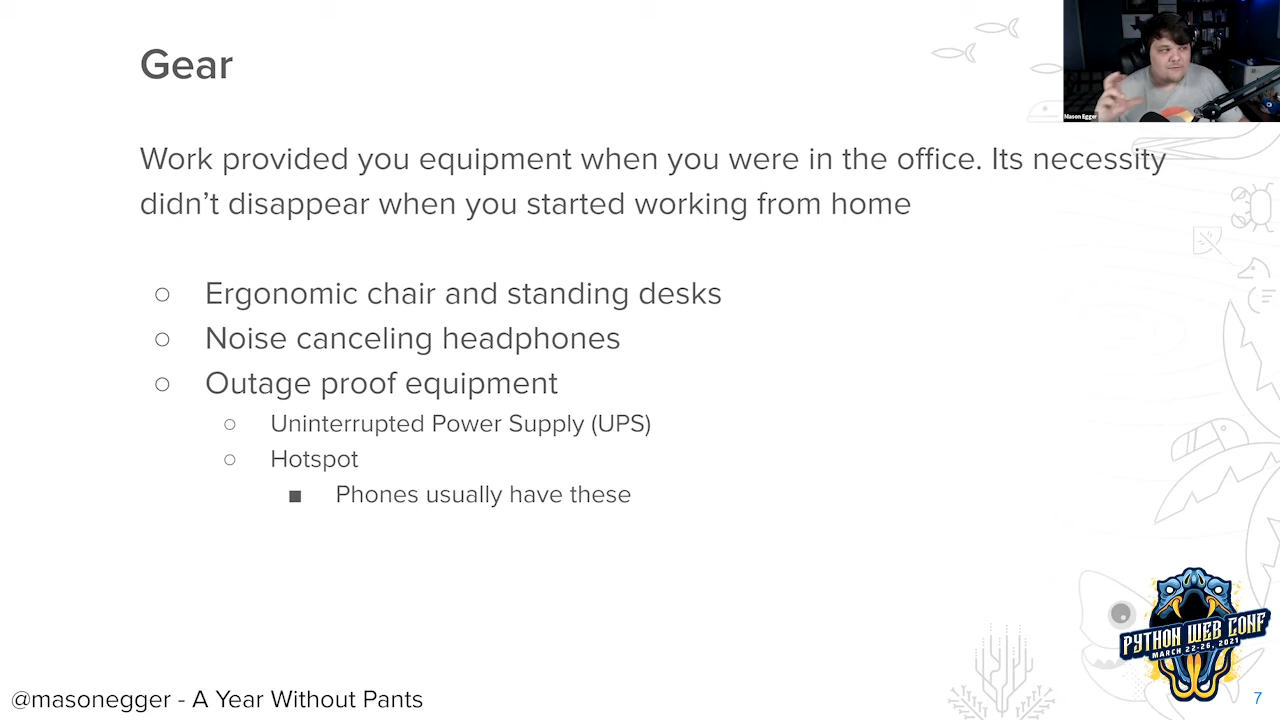 Gear
Mason Egger
Work provided you equipment when you were in the office. Its necessity
didn’t disappear when you started working from home
○ Ergonomic chair and standing desks
○ Noise canceling headphones
○ Outage proof equipment
○ Uninterrupted Power Supply (UPS)
○ Hotspot
■ Phones usually have these
PYTHON WEB CONF
MARCH 22-26, 2021
@masonegger - A Year Without Pants
7